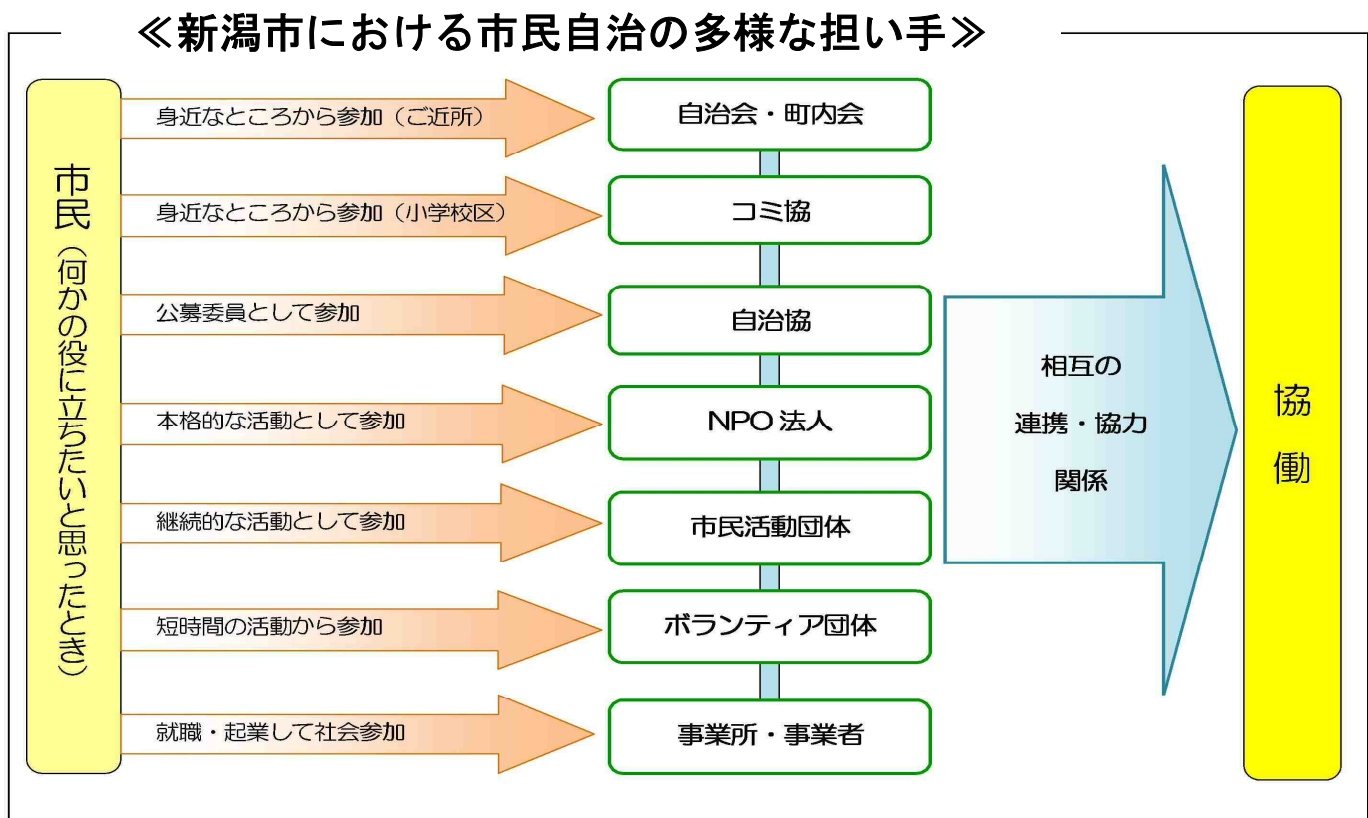 ≪新潟市における市民自治の多様な担い手≫
市民（何かの役に立ちたいと思ったとき）
身近なところから参加（ご近所）
自治会・町内会
身近なところから参加（小学校区）
コミ協
公募委員として参加
自治協
本格的な活動として参加
NPO 法人
継続的な活動として参加
市民活動団体
短時間の活動から参加
ボランティア団体
就職・起業して社会参加
事業所・事業者
相互の
連携・協力
関係
協働